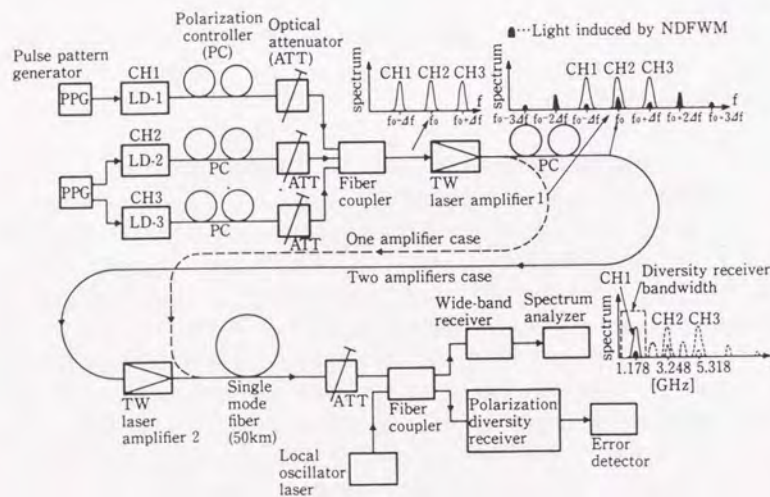 Polarization
controller
(PC)
Optical
attenuator
(ATT)
Pulse pattern
generator
PPG
CH1
LD-1
CH2
LD-2
PC
PPG
CH3
LD-3
PC
ATT
ATT
Fiber
coupler
spectrum
CH1 CH2 CH3
f
f₀-Δf f₀ f₀+Δf
···Light induced by NDFWM
spectrum
CH1 CH2 CH3
f
f₀-3Δf f₀-2Δf f₀-Δf f₀ f₀+Δf f₀+2Δf f₀+3Δf
PC
TW
laser amplifier 1
One amplifier case
Two amplifiers case
TW
laser
amplifier 2
Single
mode
fiber
(50km)
ATT
Fiber
coupler
Local
oscillator
laser
Wide-band
receiver
Spectrum
analyzer
Polarization
diversity
receiver
Error
detector
CH1
Diversity receiver
bandwidth
spectrum
CH2 CH3
1.178 3.248 5.318
[GHz]